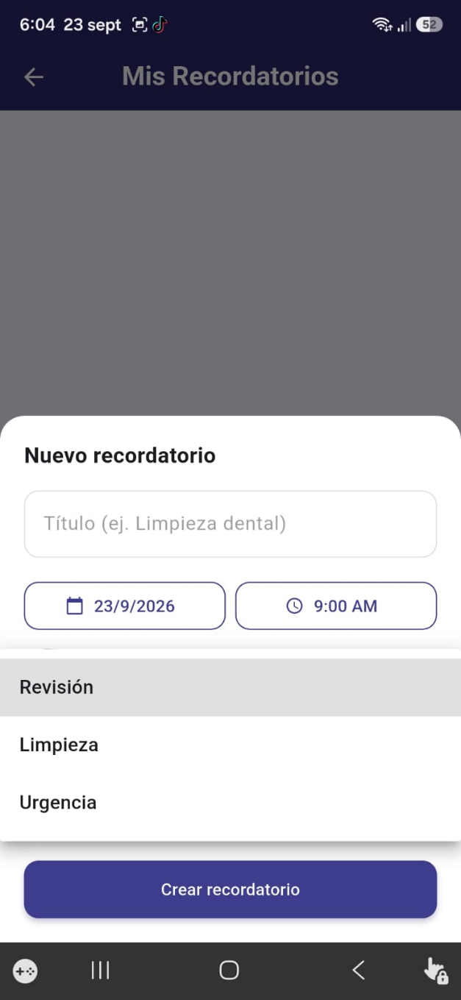 6:04 23 sept 52
Mis Recordatorios
Nuevo recordatorio
Título (ej. Limpieza dental)
23/9/2026 9:00 AM
Revisión
Limpieza
Urgencia
Crear recordatorio